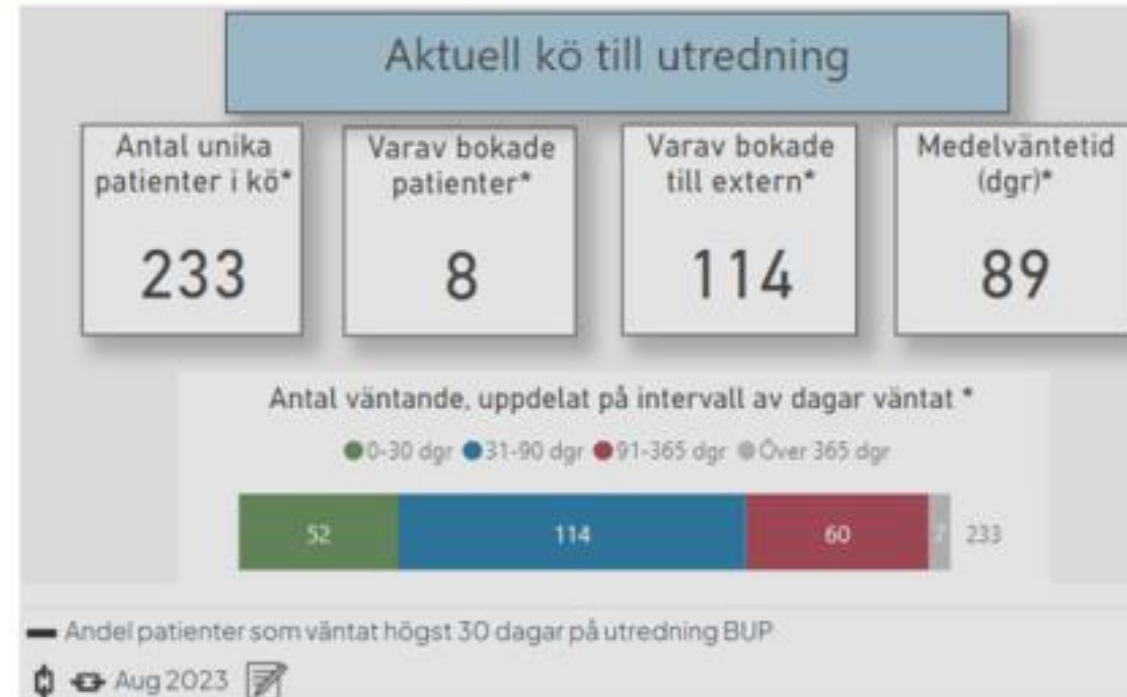 Aktuell kö till utredning
Antal unika
patienter i kö*
233
Varav bokade
patienter*
8
Varav bokade
till extern*
114
Medelväntetid
(dgr)*
89
Antal väntande, uppdelat på intervall av dagar väntat *
0-30 dgr 31-90 dgr 91-365 dgr Över 365 dgr
52 114 60 7 233
Andel patienter som väntat högst 30 dagar på utredning BUP
Aug 2023